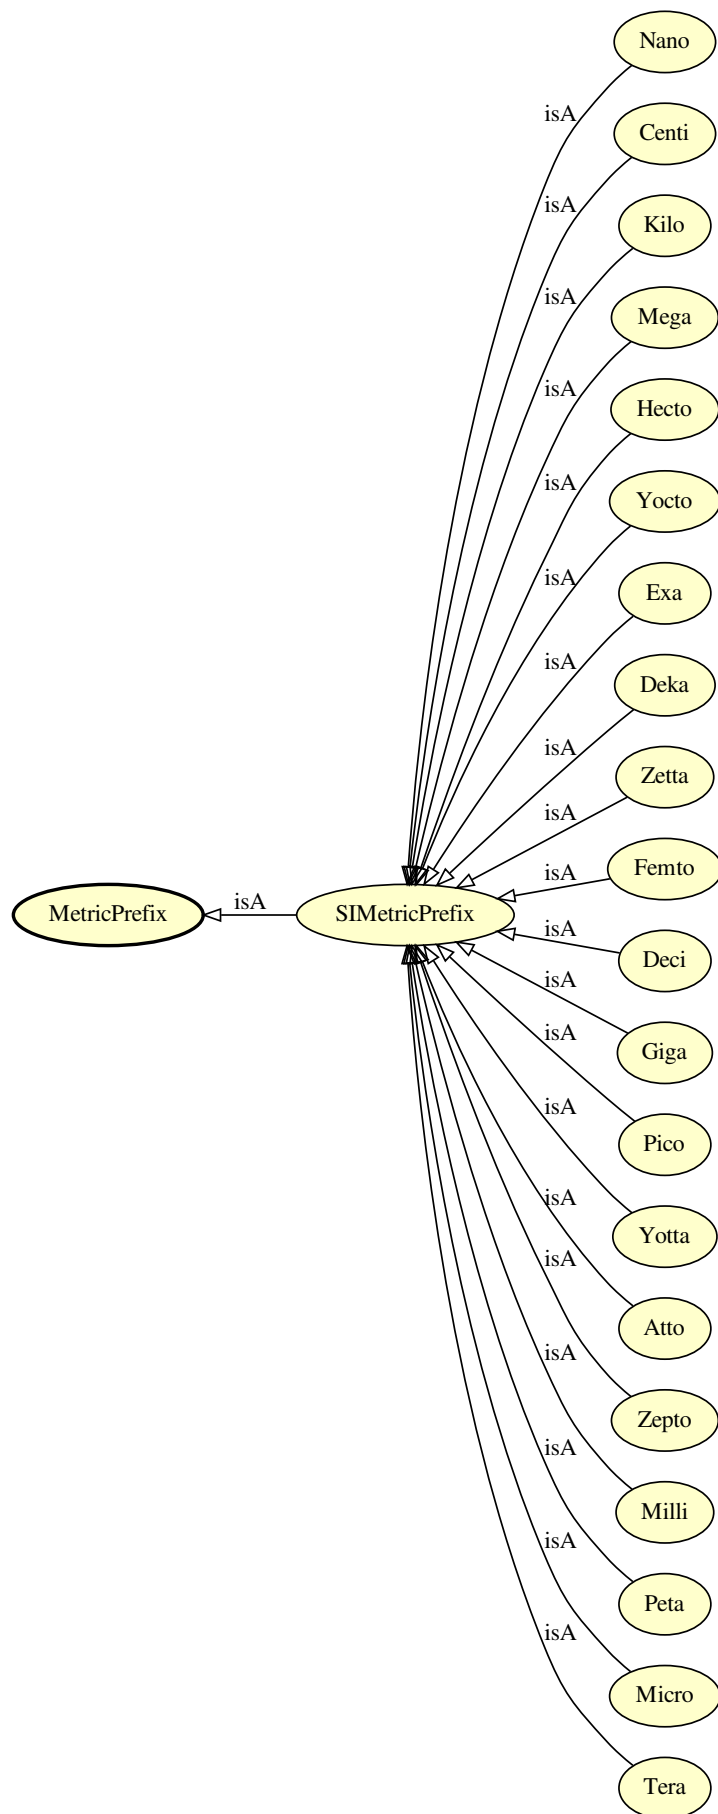 Nano
isA
Centi
isA
Kilo
isA
Mega
isA
Hecto
isA
Yocto
isA
Exa
isA
Deka
isA
Zetta
isA
Femto
isA
MetricPrefix
isA
SIMetricPrefix
isA
Deci
isA
Giga
isA
Pico
isA
Yotta
isA
Atto
isA
Zepto
isA
Milli
isA
Peta
isA
Micro
isA
Tera